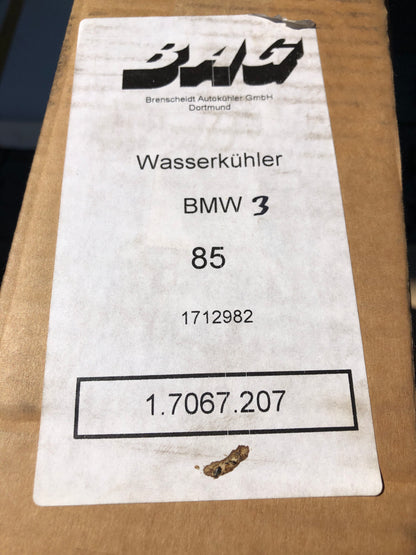 BAG
Brenscheidt Autokühler GmbH
Dortmund
Wasserkühler
BMW 3
85
1712982
1.7067.207